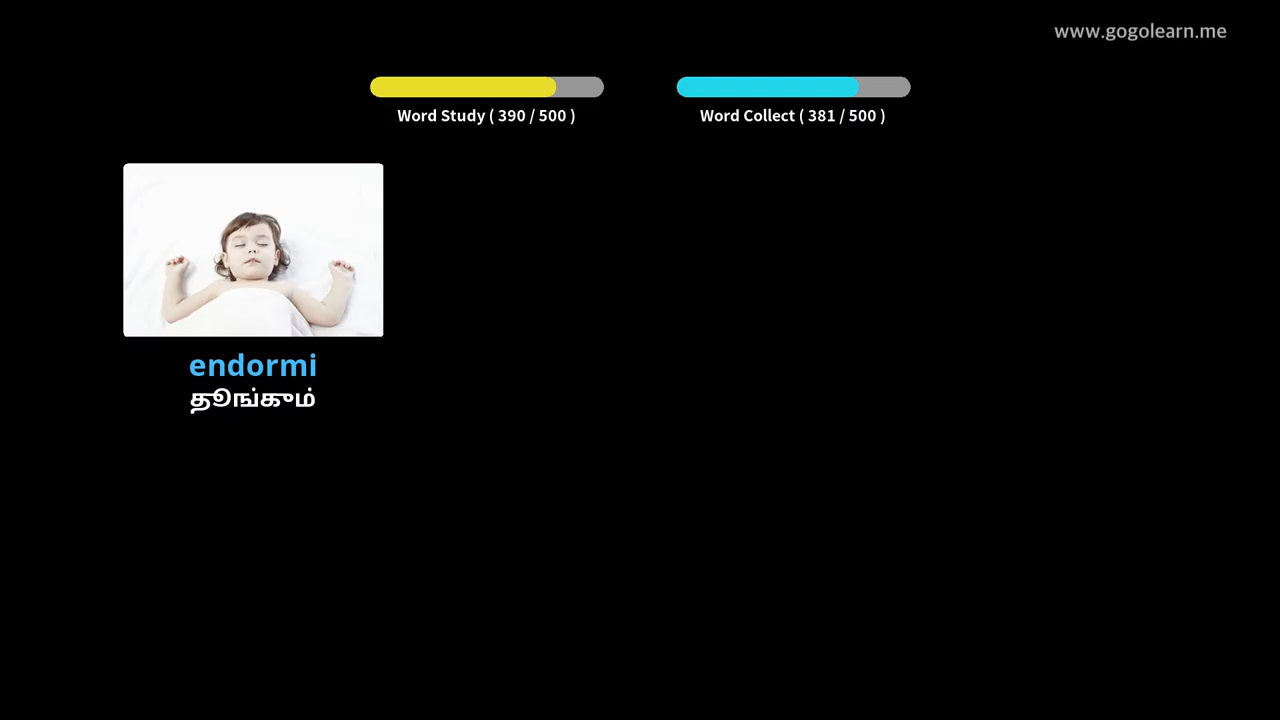 www.gogolearn.me
Word Study ( 390 / 500 )
Word Collect ( 381 / 500 )
endormi
தூங்கும்